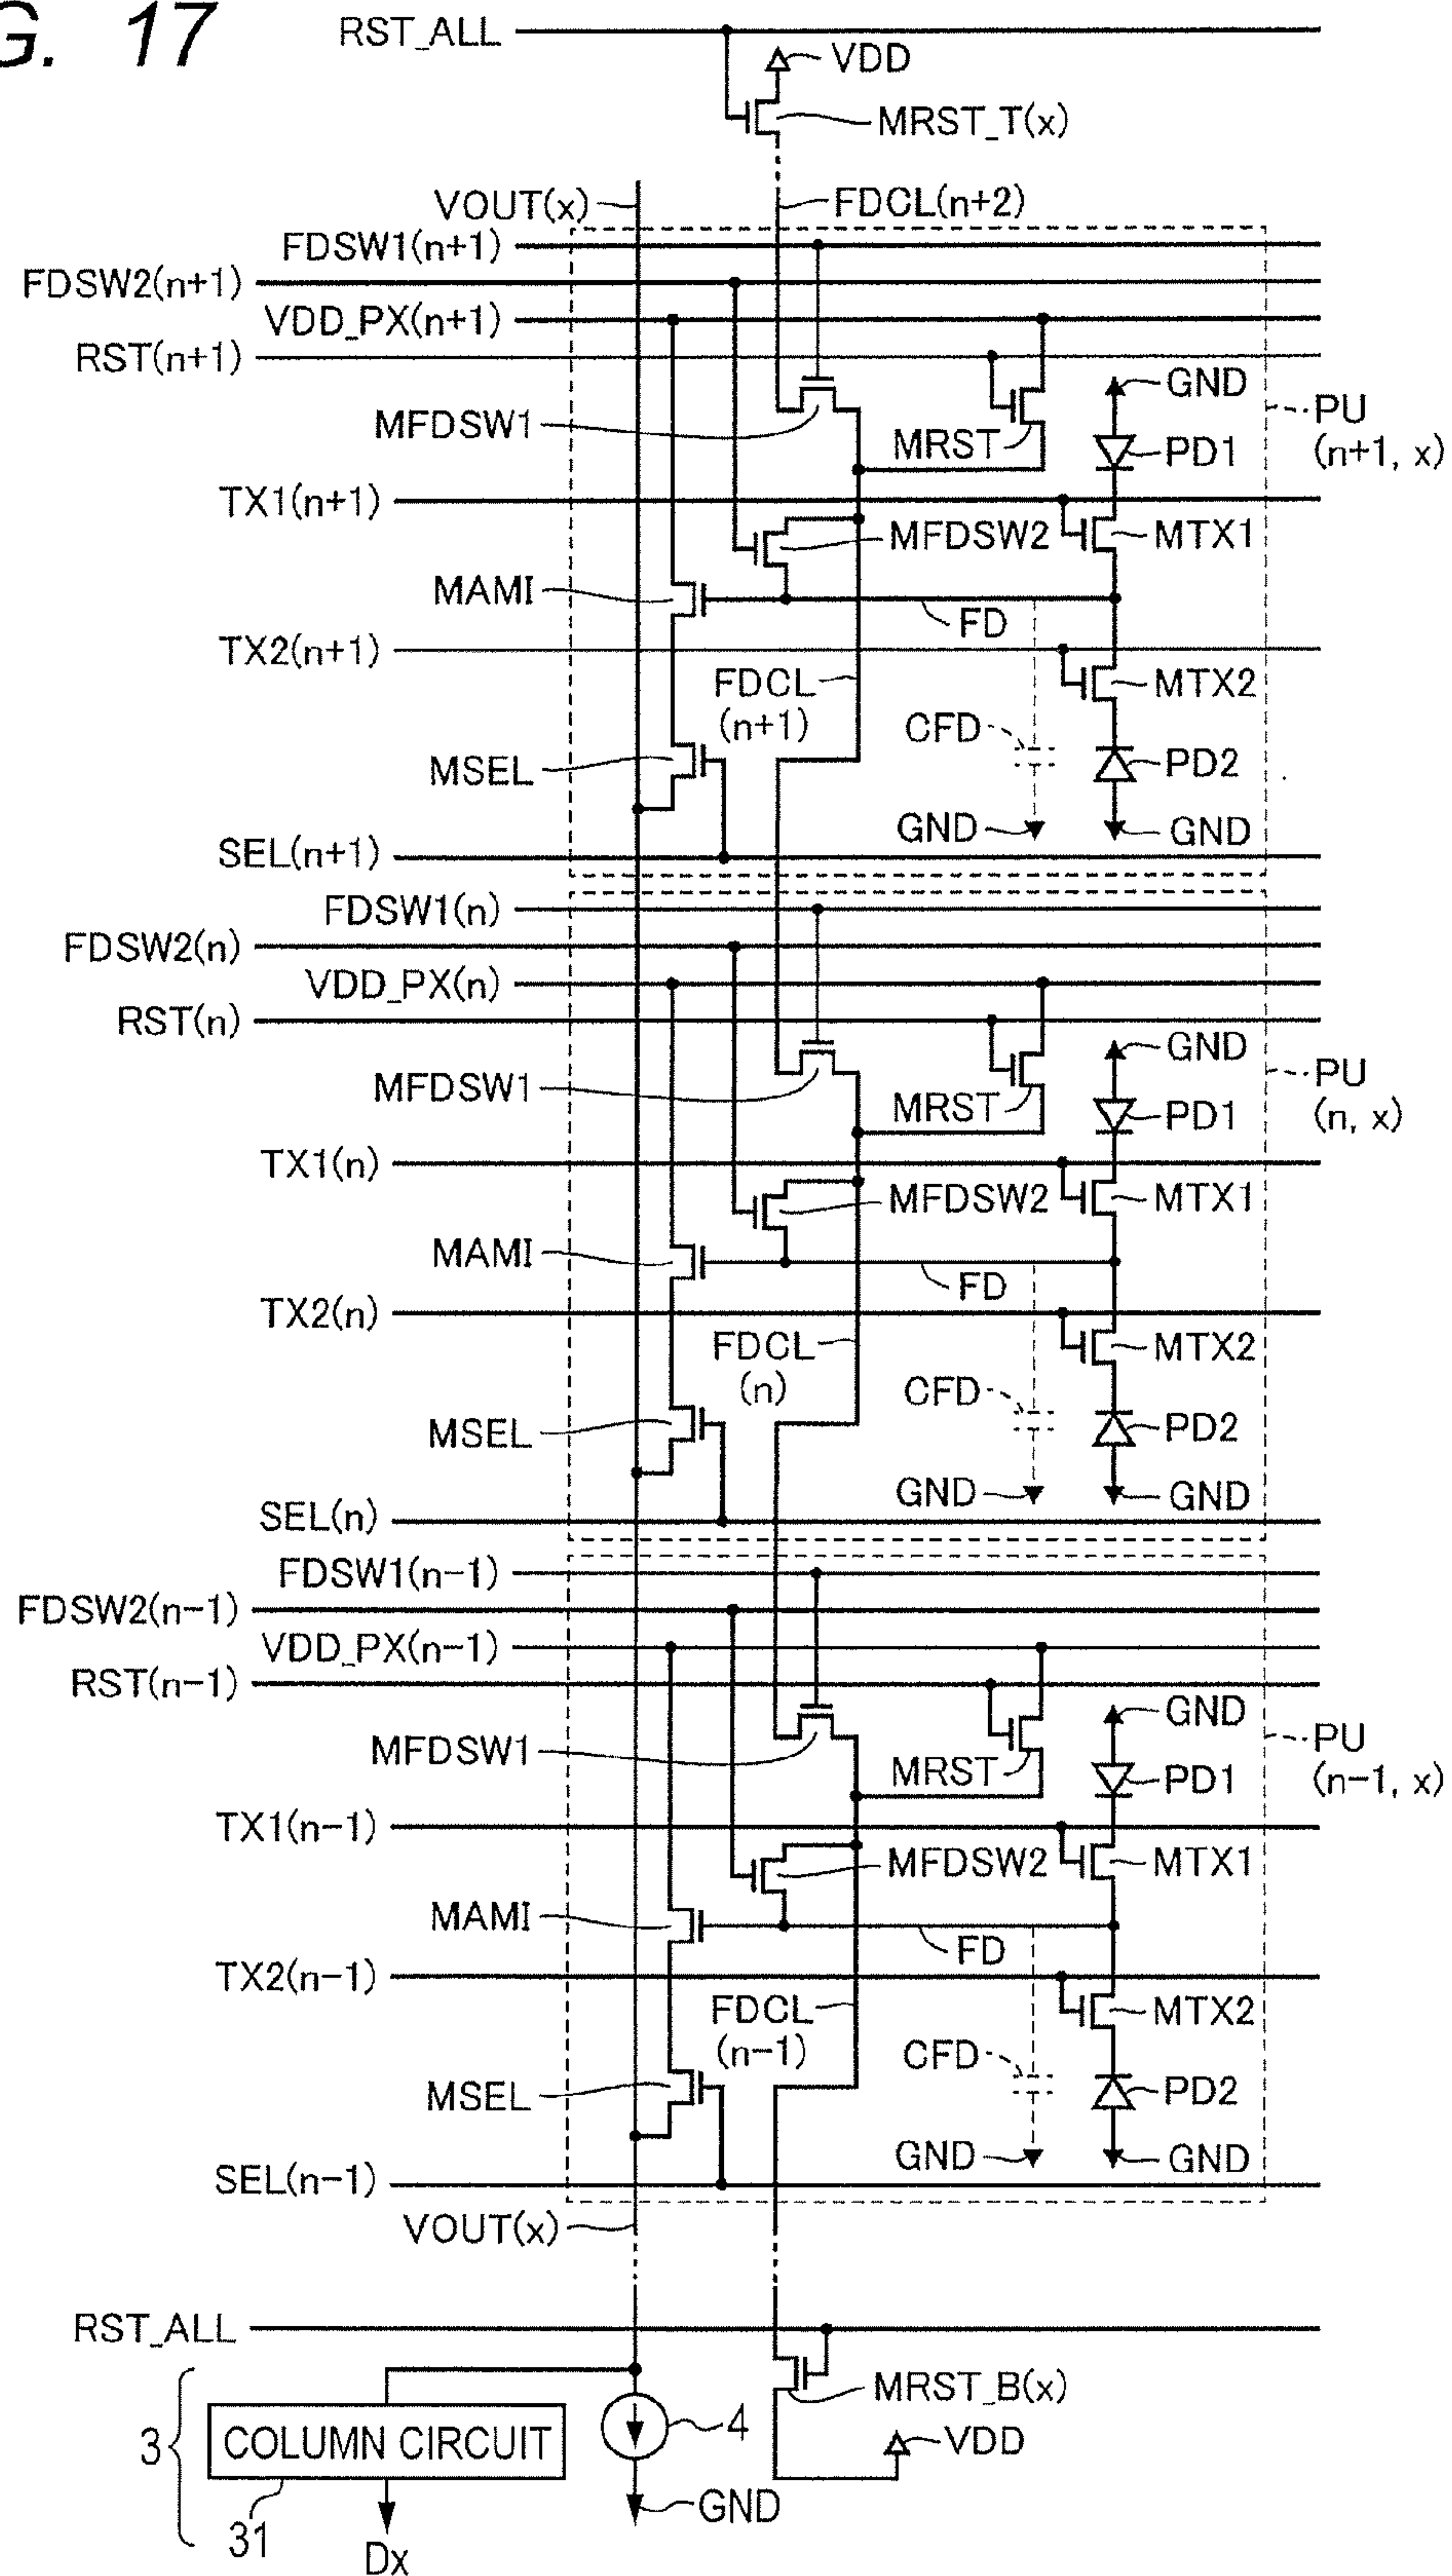 G. 17
RST_ALL
VDD
MRST_T(x)
VOUT(x)
FDCL(n+2)
FDSW1(n+1)
FDSW2(n+1)
VDD_PX(n+1)
RST(n+1)
GND
PU
(n+1, x)
MFDSW1
MRST
PD1
TX1(n+1)
MFDSW2
MTX1
MAMI
FD
TX2(n+1)
FDCL
(n+1)
MTX2
CFD
MSEL
PD2
GND
GND
SEL(n+1)
FDSW1(n)
FDSW2(n)
VDD_PX(n)
RST(n)
GND
PU
(n, x)
MFDSW1
MRST
PD1
TX1(n)
MFDSW2
MTX1
MAMI
FD
TX2(n)
FDCL
(n)
MTX2
CFD
MSEL
PD2
GND
GND
SEL(n)
FDSW1(n-1)
FDSW2(n-1)
VDD_PX(n-1)
RST(n-1)
GND
PU
(n-1, x)
MFDSW1
MRST
PD1
TX1(n-1)
MFDSW2
MTX1
MAMI
FD
TX2(n-1)
FDCL
(n-1)
MTX2
CFD
MSEL
PD2
GND
GND
SEL(n-1)
VOUT(x)
RST_ALL
MRST_B(x)
3
COLUMN CIRCUIT
4
VDD
31
GND
Dx